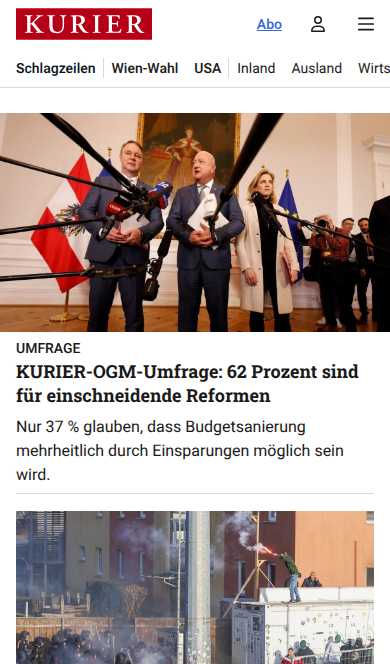 KURIER
Abo
Schlagzeilen
Wien-Wahl
USA
Inland
Ausland
Wirts
UMFRAGE
KURIER-OGM-Umfrage: 62 Prozent sind
für einschneidende Reformen
Nur 37 % glauben, dass Budgetsanierung
mehrheitlich durch Einsparungen möglich sein
wird.